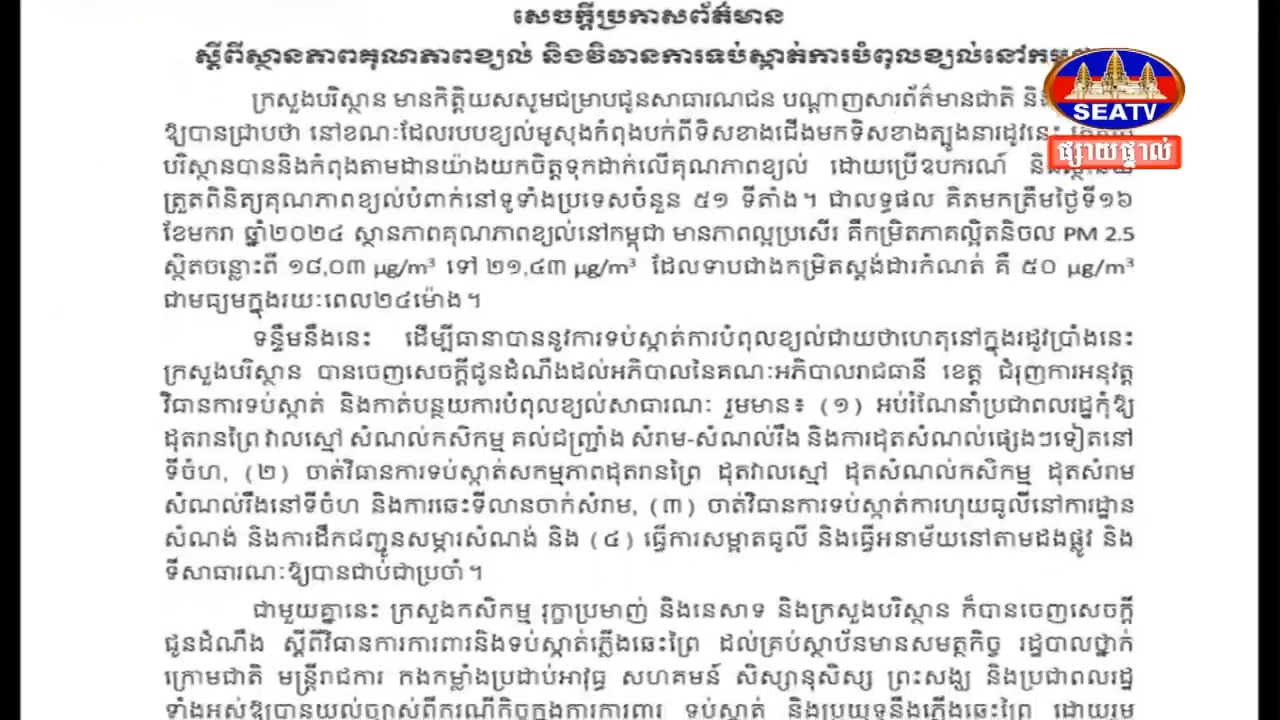 សេចក្តីប្រកាសព័ត៌មាន
ស្តីពីស្ថានភាពគុណភាពខ្យល់ និងវិធានការទប់ស្កាត់ការបំពុលខ្យល់នៅ
ក្រសួងបរិស្ថាន មានកិត្តិយសសូមជម្រាបជូនសាធារណជន បណ្តាញសារព័ត៌មានជាតិ និង
ឱ្យបានជ្រាបថា នៅខណៈដែលរបបខ្យល់មូសុងកំពុងបក់ពីទិសខាងជើងមកទិសខាងត្បូងនារដូវនេះ
បរិស្ថានបាននិងកំពុងតាមដានយ៉ាងយកចិត្តទុកដាក់លើគុណភាពខ្យល់ ដោយប្រើឧបករណ៍
ត្រួតពិនិត្យគុណភាពខ្យល់បំពាក់នៅទូទាំងប្រទេសចំនួន ៥១ ទីតាំង។ ជាលទ្ធផល គិតមកត្រឹមថ្ងៃទី១៦
ខែមករា ឆ្នាំ២០២៤ ស្ថានភាពគុណភាពខ្យល់នៅកម្ពុជា មានភាពល្អប្រសើរ គឺកម្រិតភាគល្អិតនិចល PM 2.5
ស្ថិតចន្លោះពី ១៨,០៣ µg/m³ ទៅ ២១,៤៣ µg/m³ ដែលទាបជាងកម្រិតស្តង់ដារកំណត់ គឺ ៥០ µg/m³
ជាមធ្យមក្នុងរយៈពេល២៤ម៉ោង។
ទន្ទឹមនឹងនេះ ដើម្បីធានាបាននូវការទប់ស្កាត់ការបំពុលខ្យល់ជាយថាហេតុនៅក្នុងរដូវប្រាំងនេះ
ក្រសួងបរិស្ថាន បានចេញសេចក្តីជូនដំណឹងដល់អភិបាលនៃគណៈអភិបាលរាជធានី ខេត្ត ជំរុញការអនុវត្ត
វិធានការទប់ស្កាត់ និងកាត់បន្ថយការបំពុលខ្យល់សាធារណៈ រួមមាន៖ (១) អប់រំណែនាំប្រជាពលរដ្ឋកុំឱ្យ
ដុតរានព្រៃ វាលស្មៅ សំណល់កសិកម្ម គល់ជញ្ជ្រាំង សំរាម-សំណល់រឹង និងការដុតសំណល់ផ្សេងៗទៀតនៅ
ទីចំហ, (២) ចាត់វិធានការទប់ស្កាត់សកម្មភាពដុតរានព្រៃ ដុតវាលស្មៅ ដុតសំណល់កសិកម្ម ដុតសំរាម
សំណល់រឹងនៅទីចំហ និងការឆេះទីលានចាក់សំរាម, (៣) ចាត់វិធានការទប់ស្កាត់ការហុយធូលីនៅការដ្ឋាន
សំណង់ និងការដឹកជញ្ជូនសម្ភារសំណង់ និង (៤) ធ្វើការសម្អាតធូលី និងធ្វើអនាម័យនៅតាមដងផ្លូវ និង
ទីសាធារណៈឱ្យបានជាប់ជាប្រចាំ។
ជាមួយគ្នានេះ ក្រសួងកសិកម្ម រុក្ខាប្រមាញ់ និងនេសាទ និងក្រសួងបរិស្ថាន ក៏បានចេញសេចក្តី
ជូនដំណឹង ស្តីពីវិធានការការពារនិងទប់ស្កាត់ភ្លើងឆេះព្រៃ ដល់គ្រប់ស្ថាប័នមានសមត្ថកិច្ច រដ្ឋបាលថ្នាក់
ក្រោមជាតិ មន្ត្រីរាជការ កងកម្លាំងប្រដាប់អាវុធ សហគមន៍ សិស្សានុសិស្ស ព្រះសង្ឃ និងប្រជាពលរដ្ឋ
ទាំងអស់ឱ្យបានយល់ច្បាស់ពីករណីកិច្ចក្នុងការការពារ ទប់ស្កាត់ និងប្រយុទ្ធនឹងភ្លើងឆេះព្រៃ ដោយរួម
SEATV
ផ្សាយផ្ទាល់